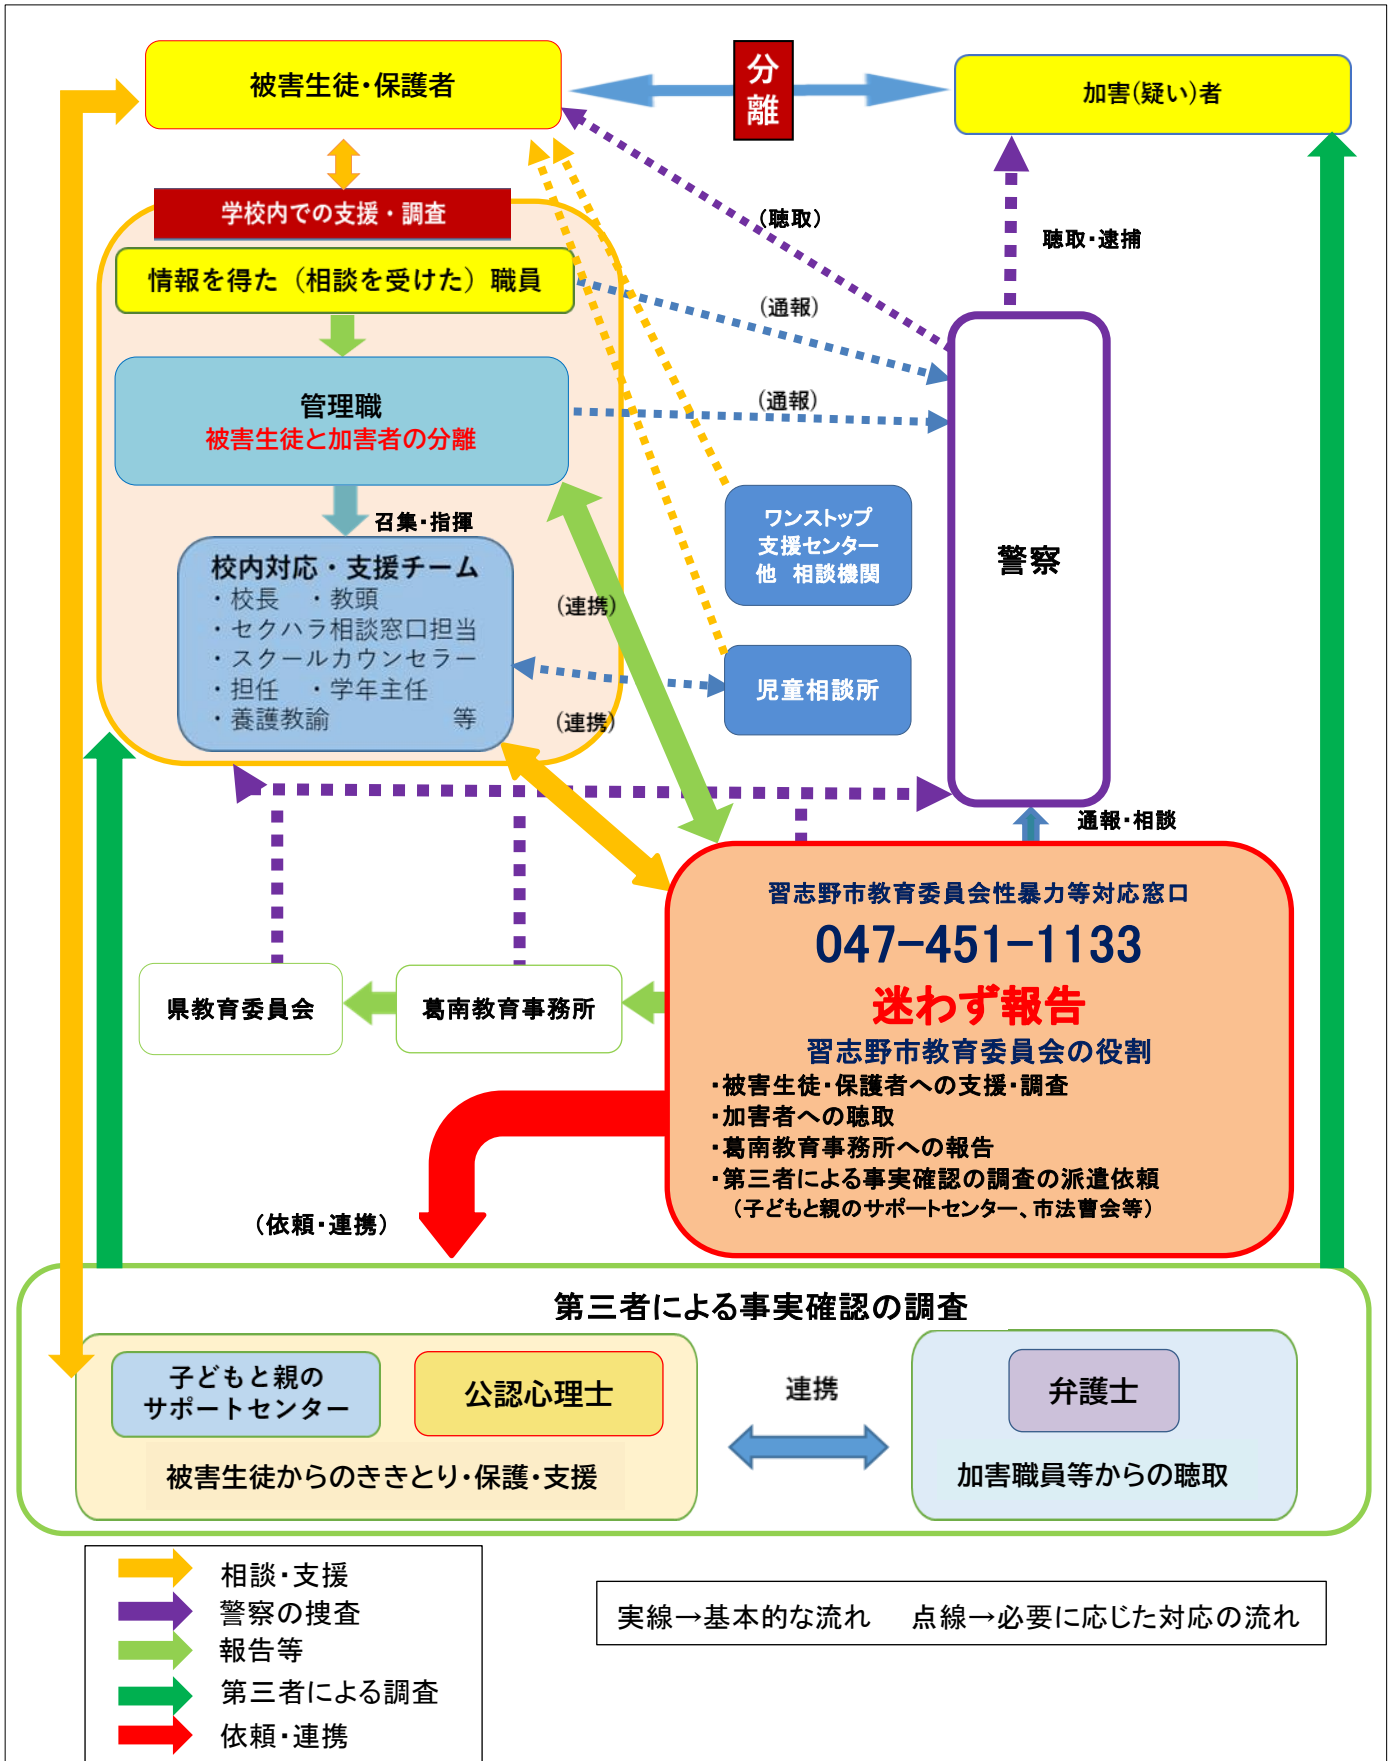 被害生徒・保護者
分離
加害(疑い)者
学校内での支援・調査
(聴取)
聴取・逮捕
情報を得た（相談を受けた）職員
(通報)
管理職
被害生徒と加害者の分離
(通報)
召集・指揮
ワンストップ
支援センター
他　相談機関
警察
校内対応・支援チーム
・校長　・教頭
・セクハラ相談窓口担当
・スクールカウンセラー
・担任　・学年主任
・養護教諭　　　　　等
(連携)
児童相談所
(連携)
通報・相談
習志野市教育委員会性暴力等対応窓口
047-451-1133
迷わず報告
習志野市教育委員会の役割
・被害生徒・保護者への支援・調査
・加害者への聴取
・葛南教育事務所への報告
・第三者による事実確認の調査の派遣依頼
（子どもと親のサポートセンター、市法曹会等）
県教育委員会
葛南教育事務所
(依頼・連携)
第三者による事実確認の調査
子どもと親の
サポートセンター
公認心理士
被害生徒からのききとり・保護・支援
連携
弁護士
加害職員等からの聴取
相談・支援
警察の捜査
報告等
第三者による調査
依頼・連携
実線→基本的な流れ　点線→必要に応じた対応の流れ